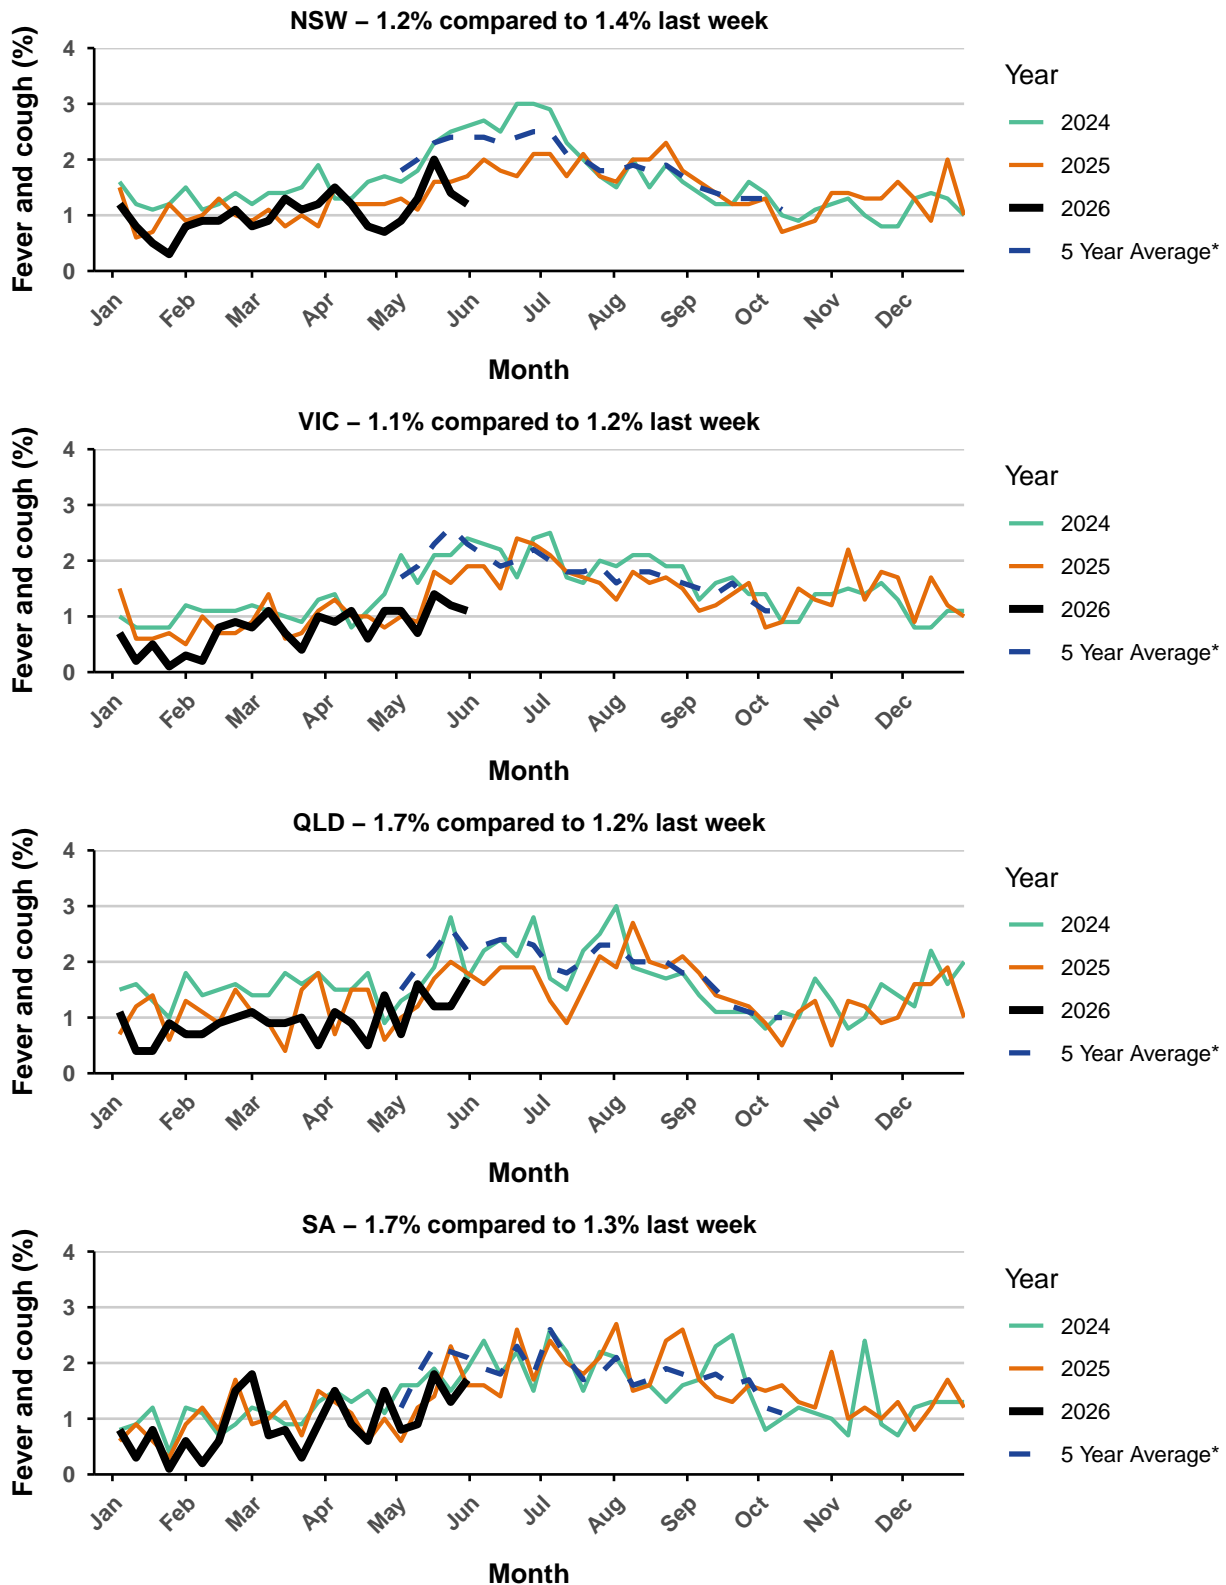 NSW – 1.2% compared to 1.4% last week
Fever and cough (%)
4
3
2
1
0
Jan Feb Mar Apr May Jun Jul Aug Sep Oct Nov Dec
Month
Year
2024
2025
2026
5 Year Average*
VIC – 1.1% compared to 1.2% last week
Fever and cough (%)
4
3
2
1
0
Jan Feb Mar Apr May Jun Jul Aug Sep Oct Nov Dec
Month
Year
2024
2025
2026
5 Year Average*
QLD – 1.7% compared to 1.2% last week
Fever and cough (%)
4
3
2
1
0
Jan Feb Mar Apr May Jun Jul Aug Sep Oct Nov Dec
Month
Year
2024
2025
2026
5 Year Average*
SA – 1.7% compared to 1.3% last week
Fever and cough (%)
4
3
2
1
0
Jan Feb Mar Apr May Jun Jul Aug Sep Oct Nov Dec
Month
Year
2024
2025
2026
5 Year Average*